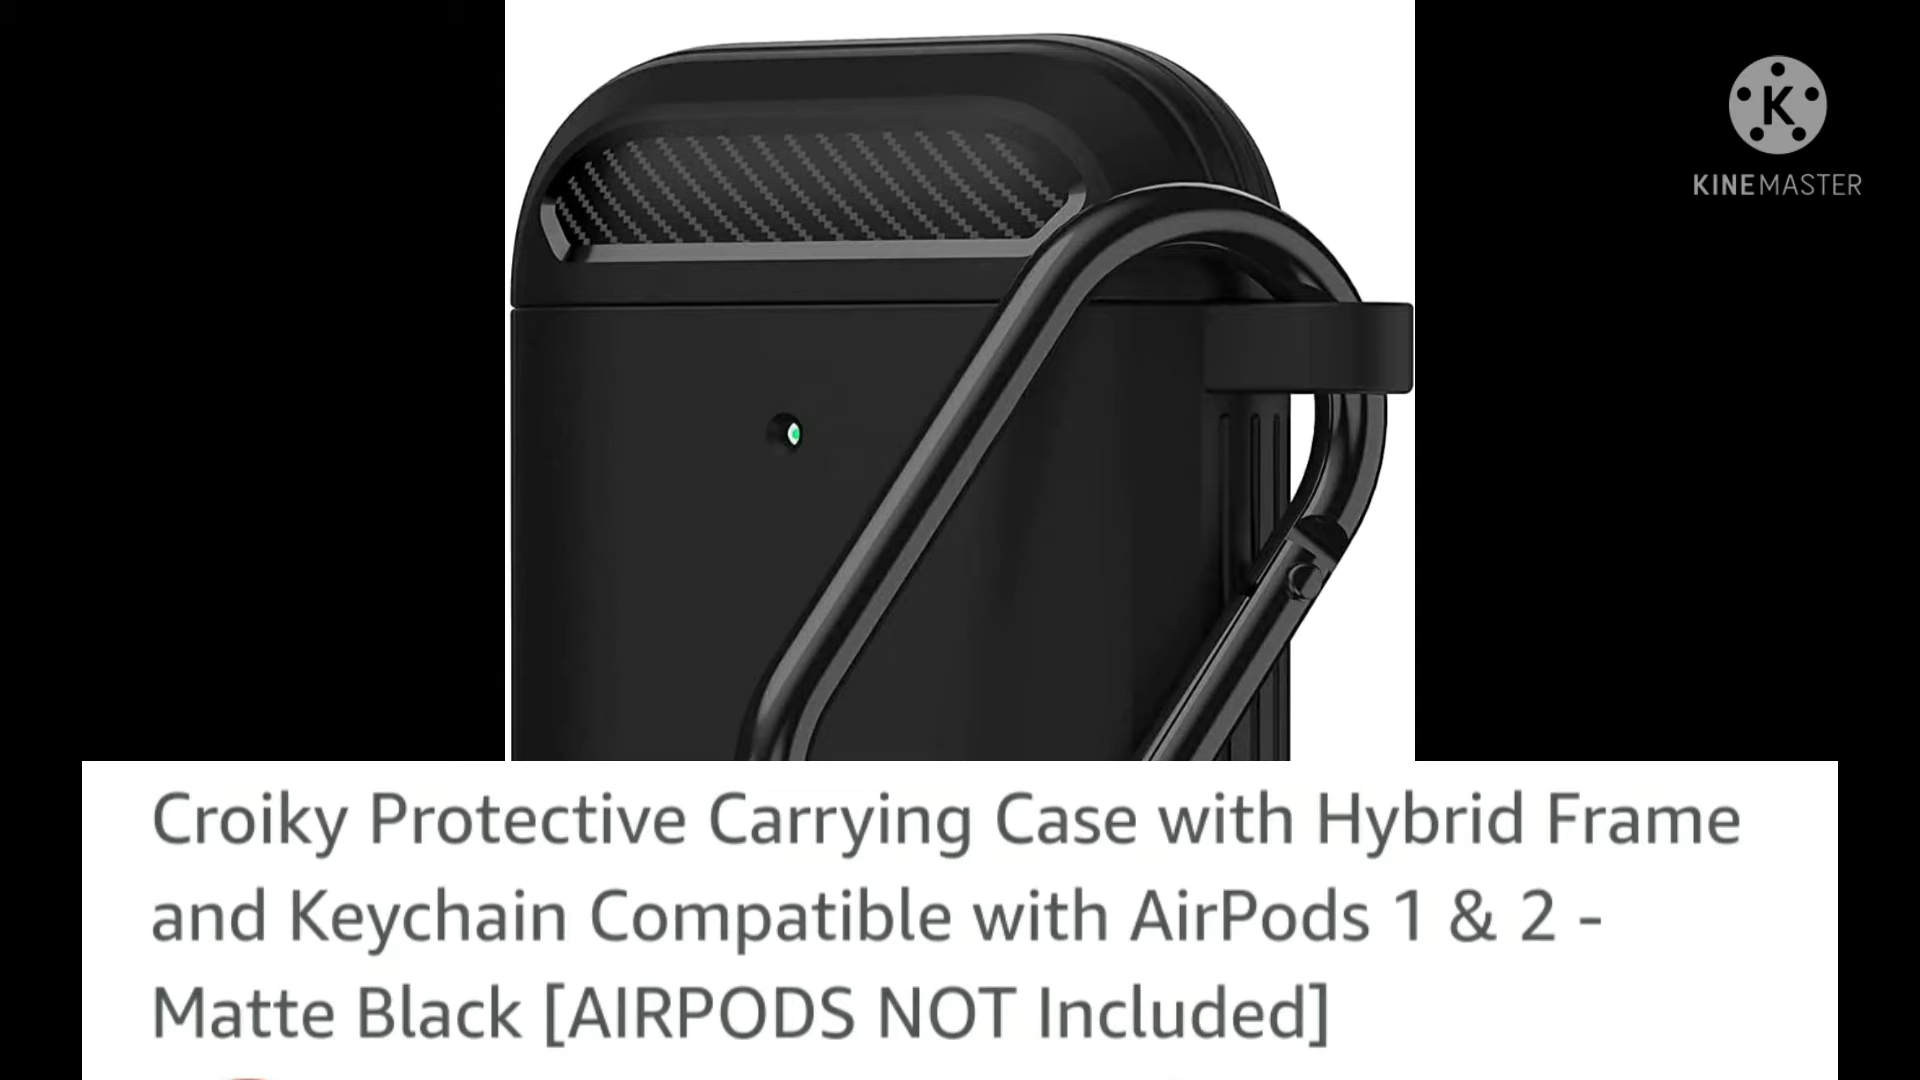 K
KINEMASTER
Croiky Protective Carrying Case with Hybrid Frame
and Keychain Compatible with AirPods 1 & 2 -
Matte Black [AIRPODS NOT Included]